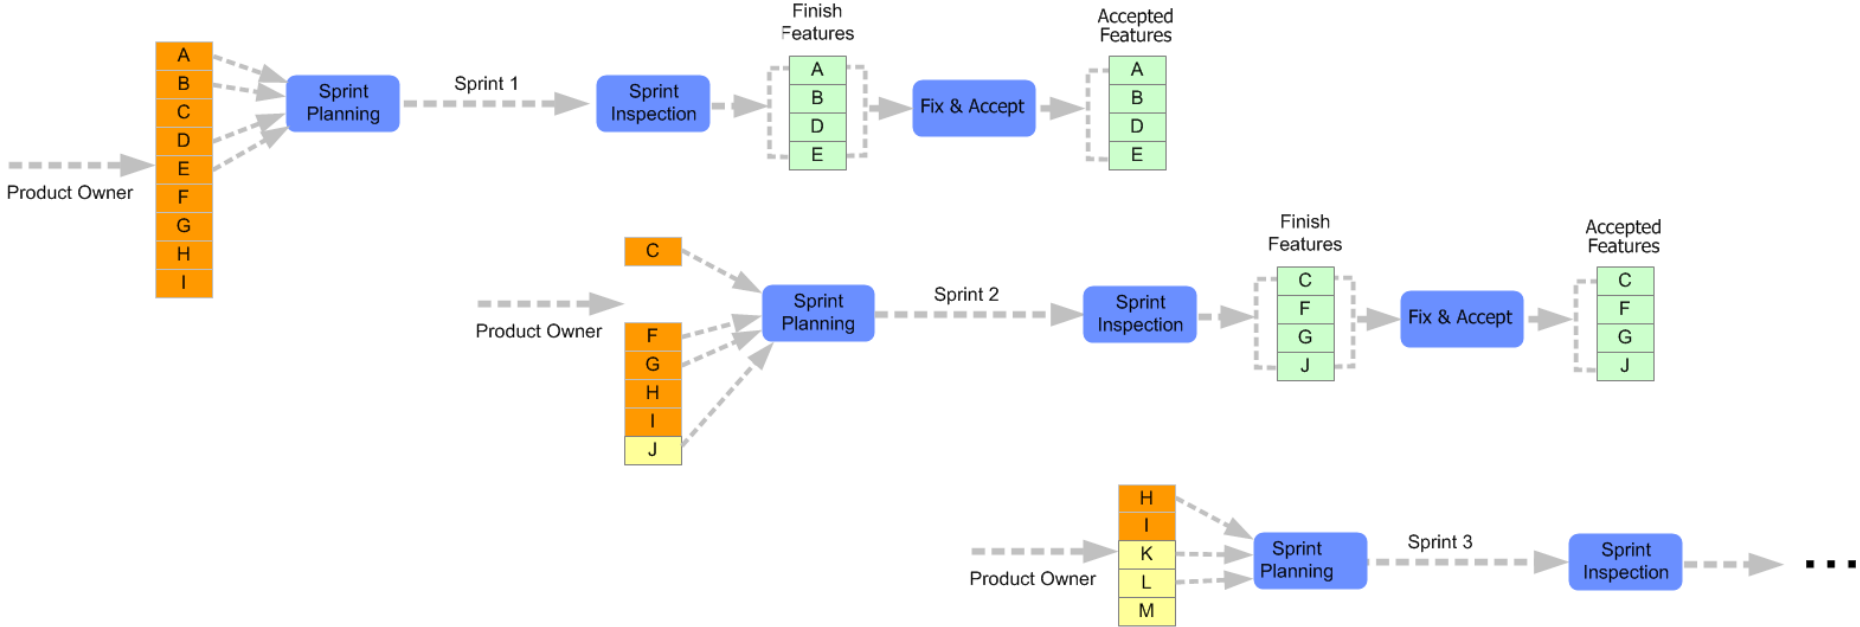 Finish
Features
Accepted
Features
A
B
C
D
E
F
G
H
I
Product Owner
Sprint
Planning
Sprint 1
Sprint
Inspection
A
B
D
E
Fix & Accept
A
B
D
E
Finish
Features
Accepted
Features
C
Product Owner
F
G
H
I
J
Sprint
Planning
Sprint 2
Sprint
Inspection
C
F
G
J
Fix & Accept
C
F
G
J
H
I
K
L
M
Product Owner
Sprint
Planning
Sprint 3
Sprint
Inspection
...